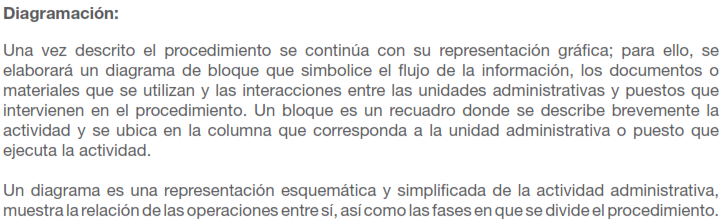 Diagramación:
Una vez descrito el procedimiento se continúa con su representación gráfica; para ello, se
elaborará un diagrama de bloque que simbolice el flujo de la información, los documentos o
materiales que se utilizan y las interacciones entre las unidades administrativas y puestos que
intervienen en el procedimiento. Un bloque es un recuadro donde se describe brevemente la
actividad y se ubica en la columna que corresponda a la unidad administrativa o puesto que
ejecuta la actividad.
Un diagrama es una representación esquemática y simplificada de la actividad administrativa,
muestra la relación de las operaciones entre sí, así como las fases en que se divide el procedimiento.